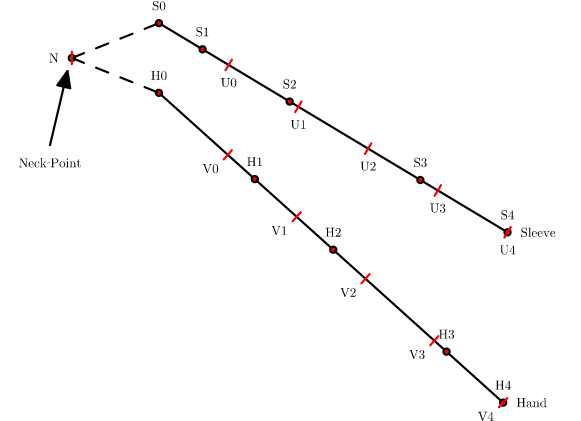 S0
S1
N
U0
H0
S2
U1
Neck-Point
V0
H1
U2
S3
U3
S4
Sleeve
V1
H2
U4
V2
H3
V3
H4
Hand
V4